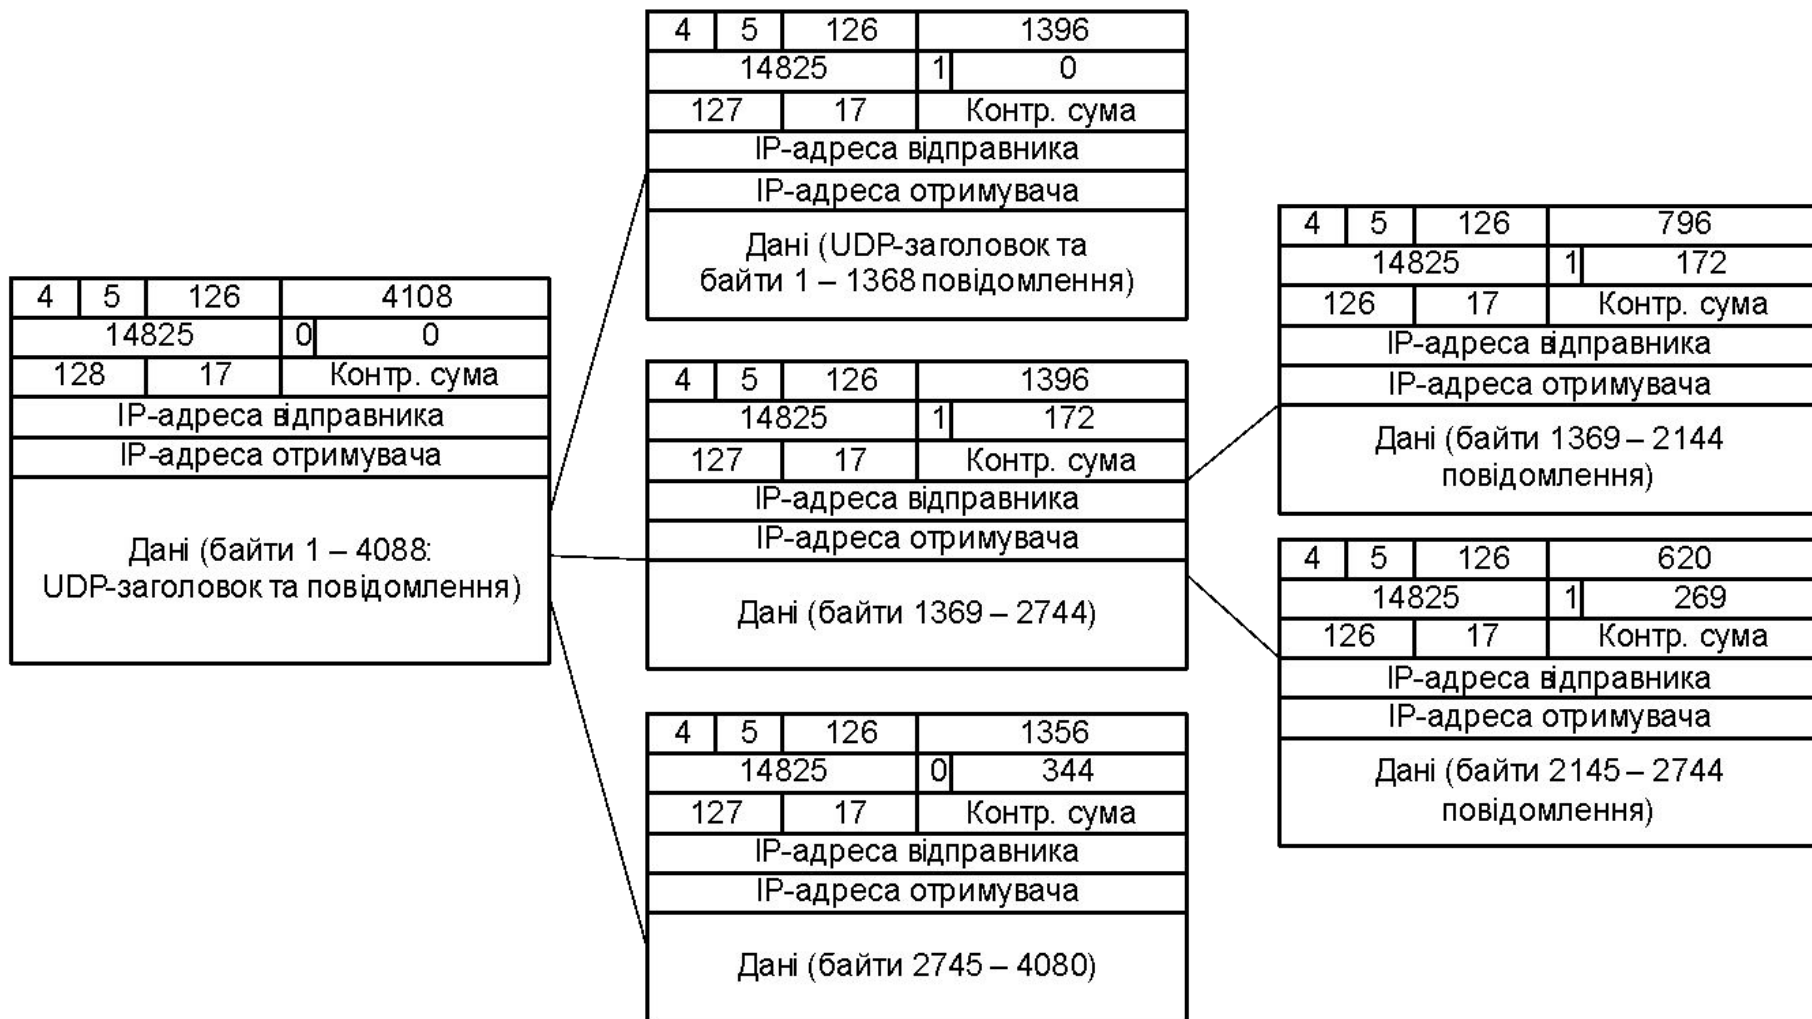 4 5 126 4108
14825 0 0
128 17 Контр. сума
IP-адреса відправника
IP-адреса отримувача
Дані (байти 1 – 4088:
UDP-заголовок та повідомлення)
4 5 126 1396
14825 1 0
127 17 Контр. сума
IP-адреса відправника
IP-адреса отримувача
Дані (UDP-заголовок та
байти 1 – 1368 повідомлення)
4 5 126 1396
14825 1 172
127 17 Контр. сума
IP-адреса відправника
IP-адреса отримувача
Дані (байти 1369 – 2744)
4 5 126 1356
14825 0 344
127 17 Контр. сума
IP-адреса відправника
IP-адреса отримувача
Дані (байти 2745 – 4080)
4 5 126 796
14825 1 172
126 17 Контр. сума
IP-адреса відправника
IP-адреса отримувача
Дані (байти 1369 – 2144
повідомлення)
4 5 126 620
14825 1 269
126 17 Контр. сума
IP-адреса відправника
IP-адреса отримувача
Дані (байти 2145 – 2744
повідомлення)